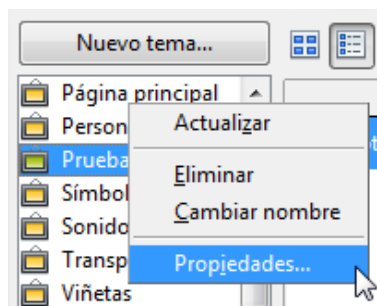 Nuevo tema...
Página principal
Person
Actualizar
Prueba
Eliminar
Símbol
Cambiar nombre
Sonido
Transp
Propiedades...
Viñetas